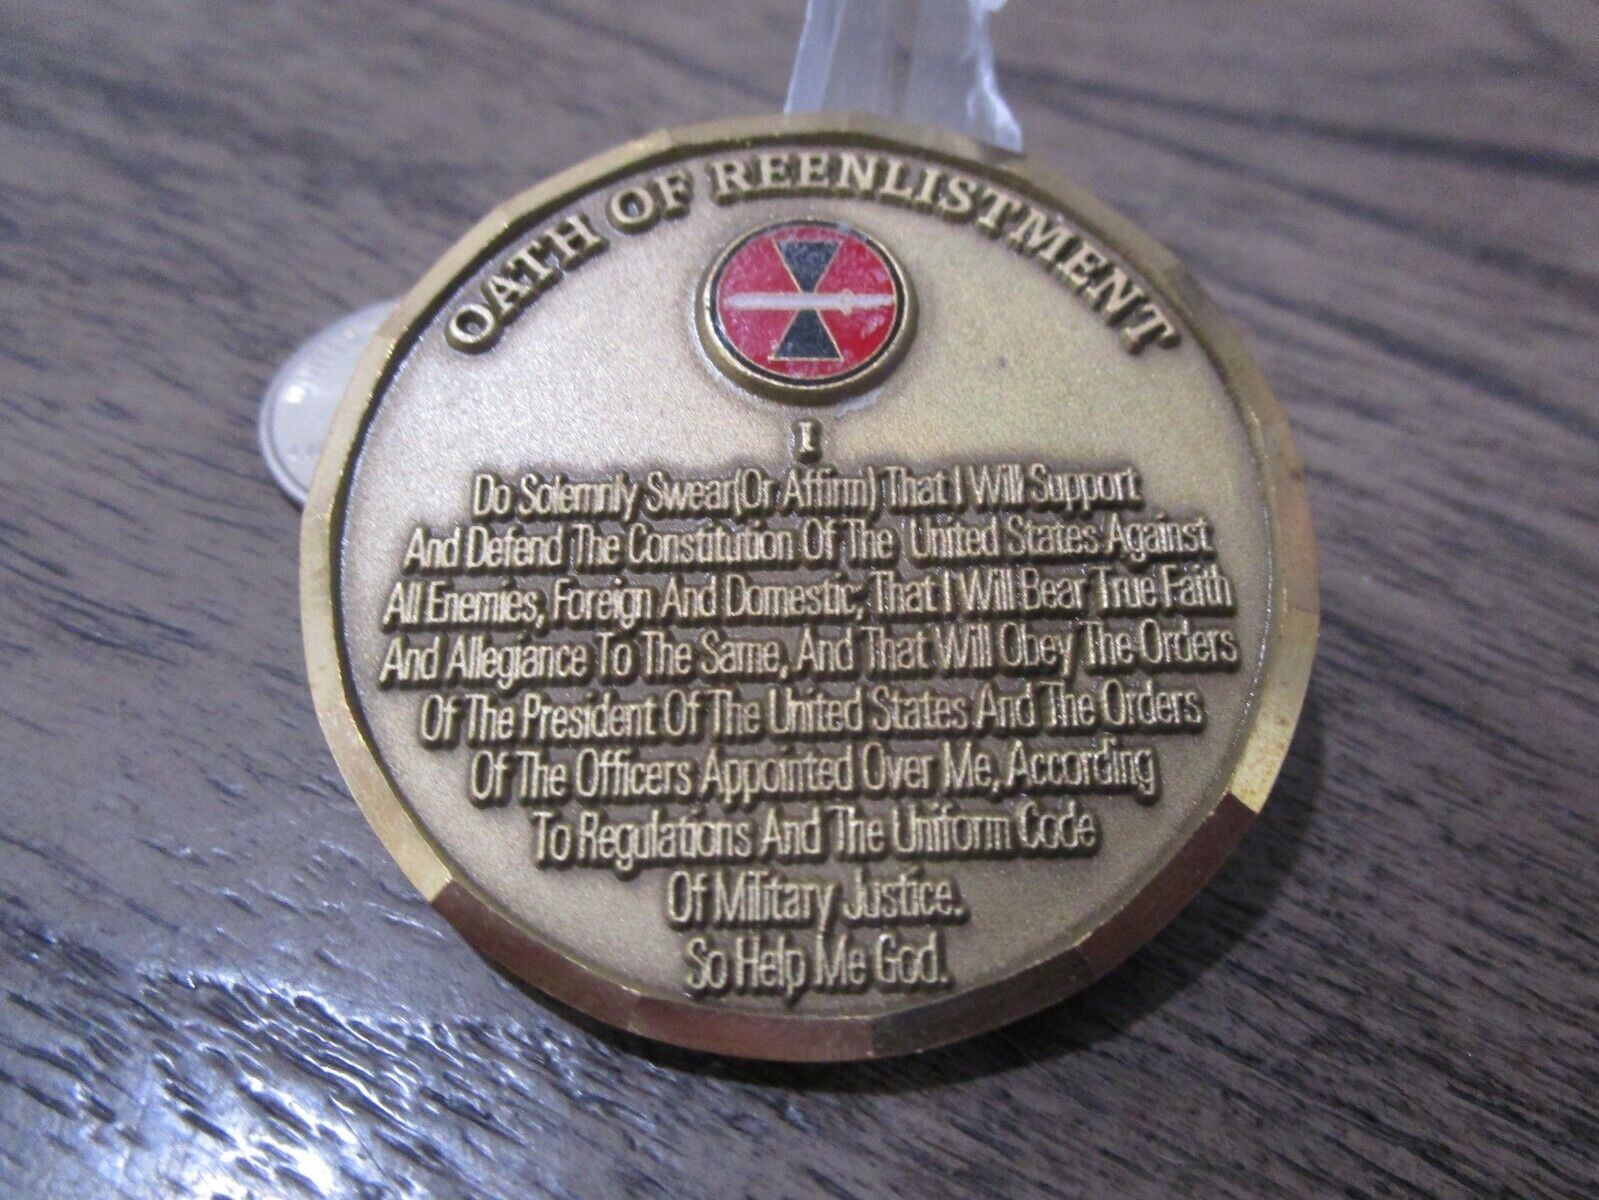 OATH OF REENLISTMENT
I
Do Solemnly Swear(Or Affirm) That I Will Support
And Defend The Constitution Of The United States Against
All Enemies, Foreign And Domestic; That I Will Bear True Faith
And Allegiance To The Same, And That Will Obey The Orders
Of The President Of The United States And The Orders
Of The Officers Appointed Over Me, According
To Regulations And The Uniform Code
Of Military Justice.
So Help Me God.